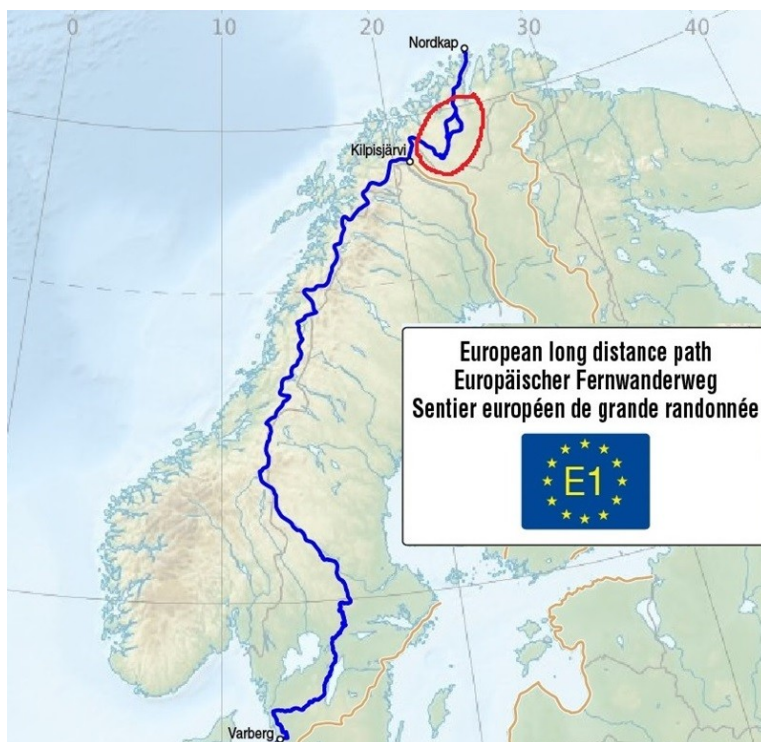 0
10
20
30
40
Nordkap
Kilpisjärvi
European long distance path
Europäischer Fernwanderweg
Sentier européen de grande randonnée
E1
Varberg